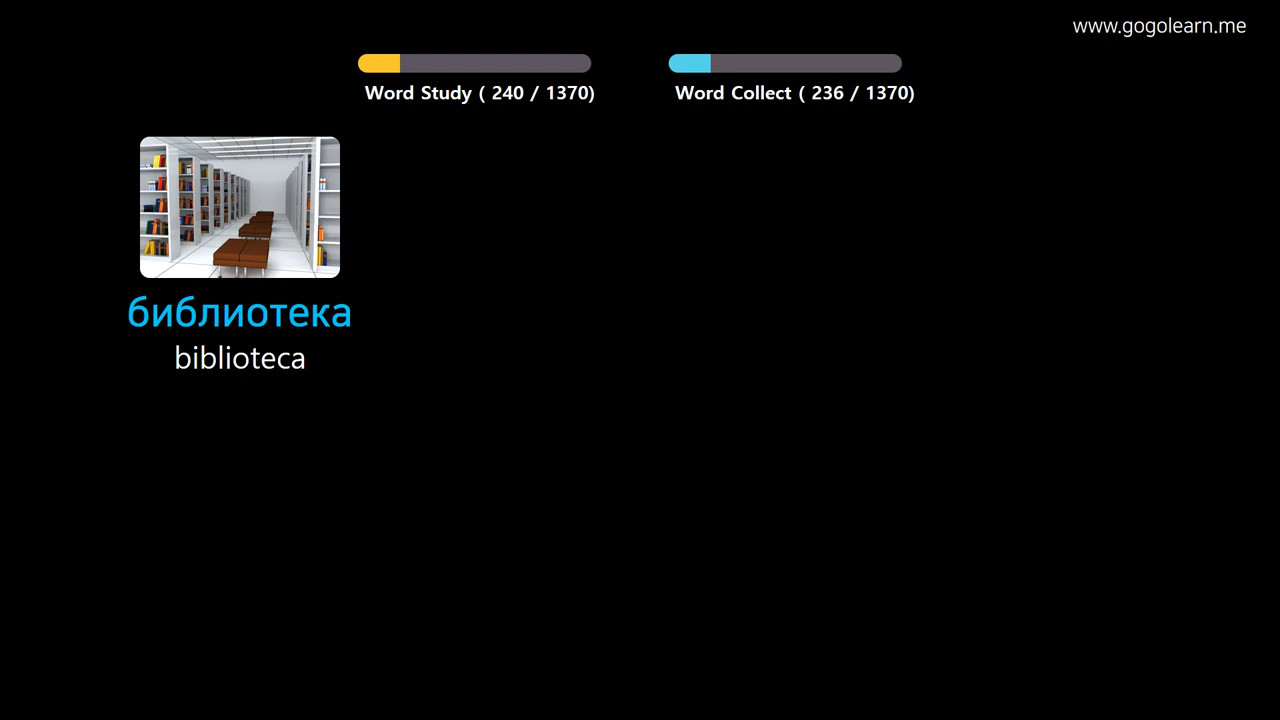 www.gogolearn.me
Word Study ( 240 / 1370)
Word Collect ( 236 / 1370)
библиотека
biblioteca